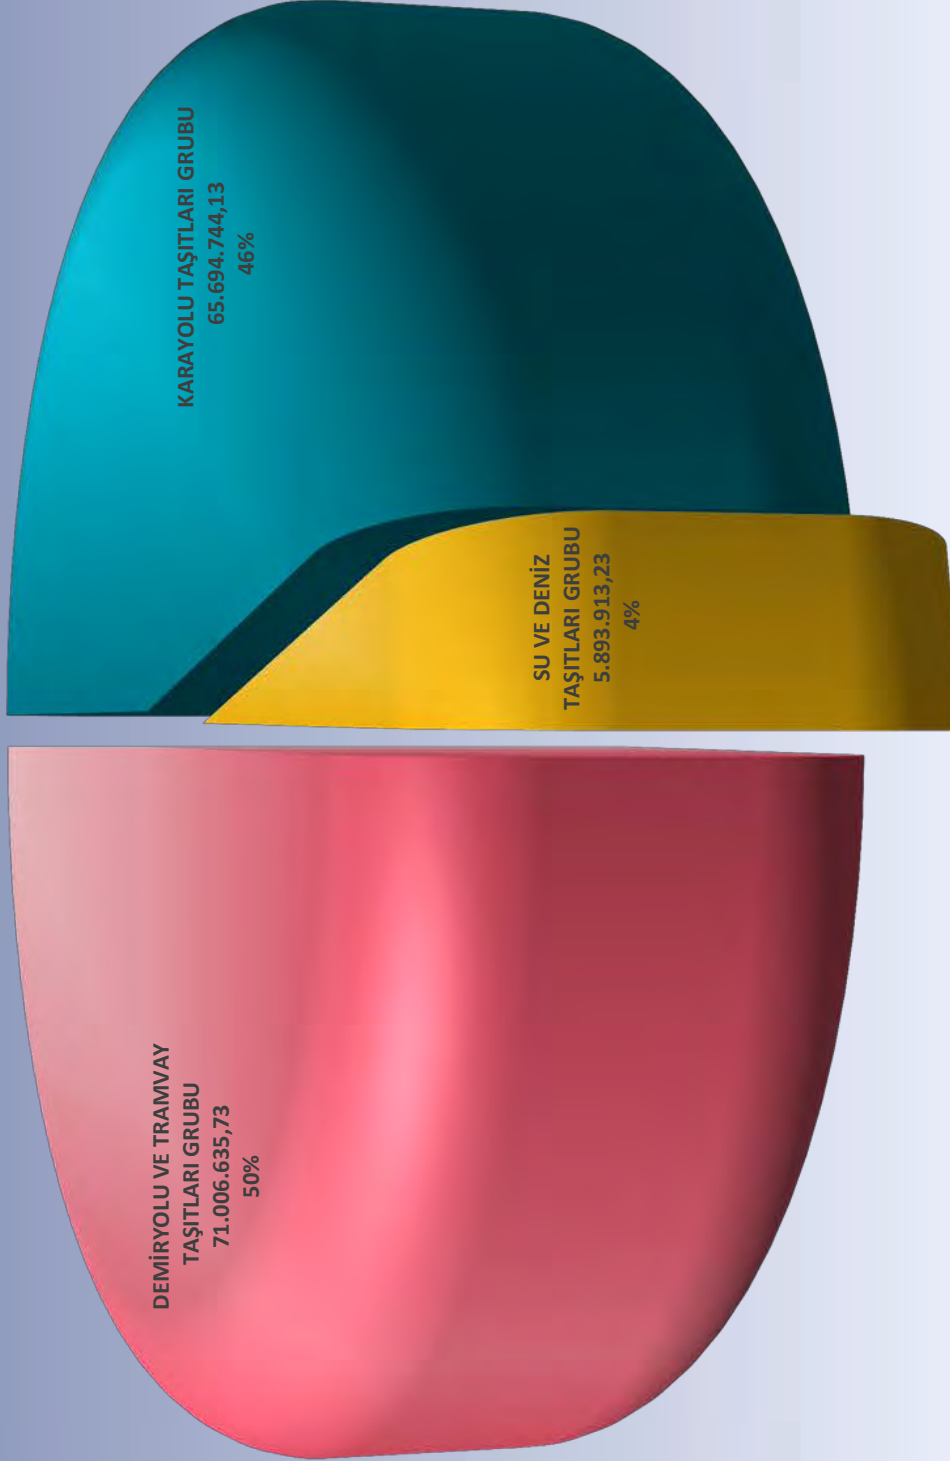 KARAYOLU TAŞITLARI GRUBU
65.694.744,13
46%
SU VE DENİZ
TAŞITLARI GRUBU
5.893.913,23
4%
DEMİRYOLU VE TRAMVAY
TAŞITLARI GRUBU
71.006.635,73
50%